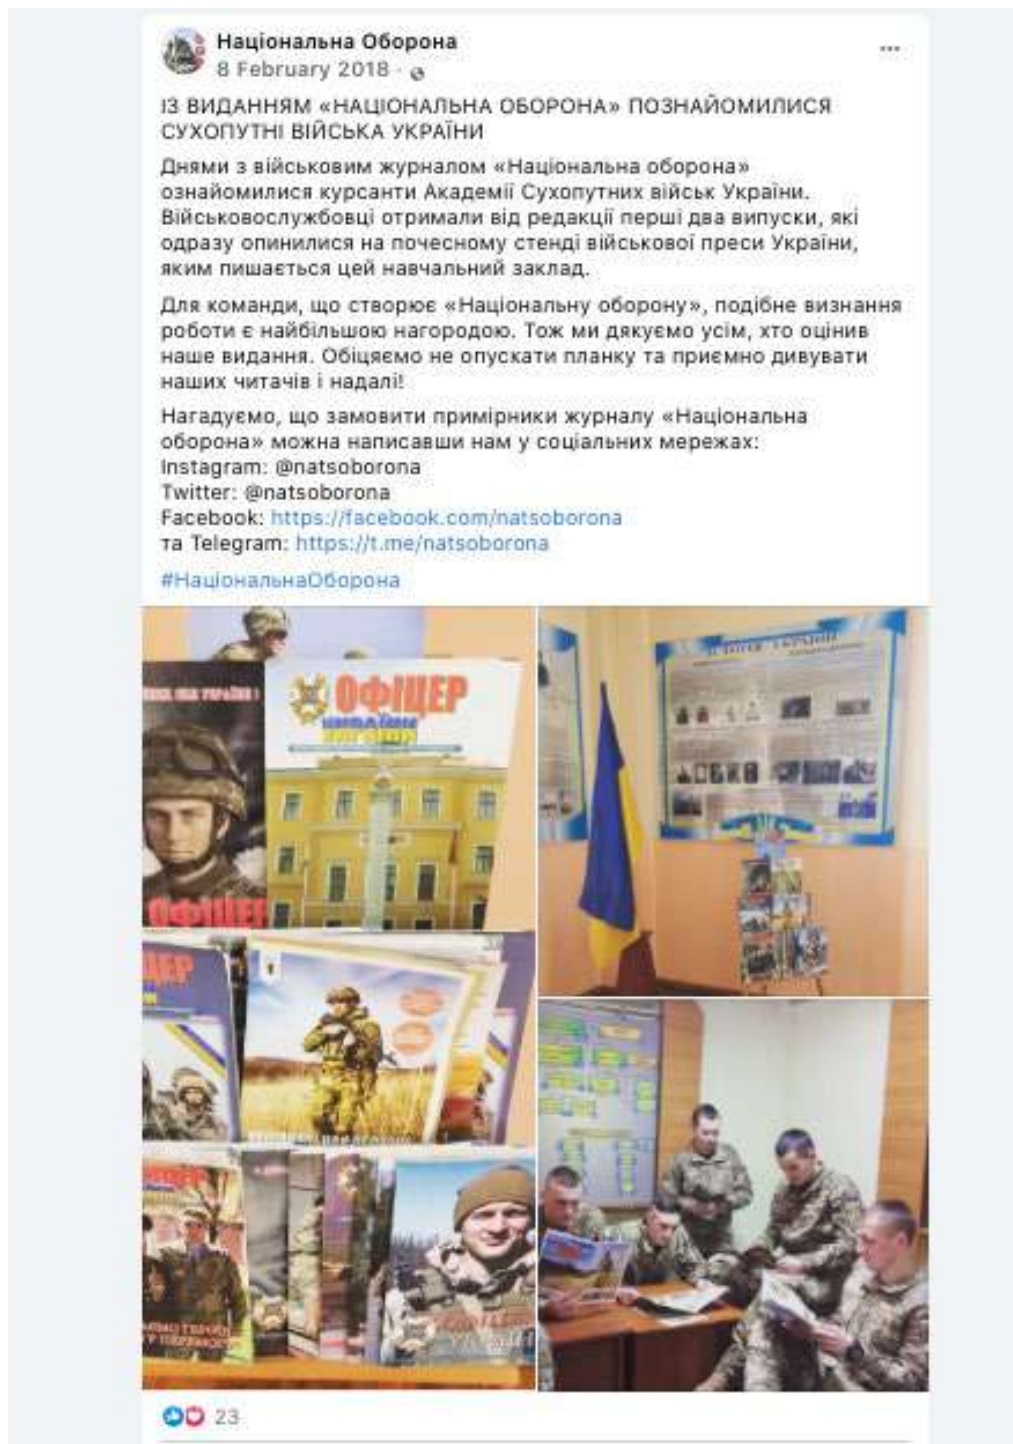 Національна Оборона
8 February 2018 ·
ІЗ ВИДАННЯМ «НАЦІОНАЛЬНА ОБОРОНА» ПОЗНАЙОМИЛИСЯ
СУХОПУТНІ ВІЙСЬКА УКРАЇНИ
Днями з військовим журналом «Національна оборона»
ознайомилися курсанти Академії Сухопутних військ України.
Військовослужбовці отримали від редакції перші два випуски, які
одразу опинилися на почесному стенді військової преси України,
яким пишається цей навчальний заклад.
Для команди, що створює «Національну оборону», подібне визнання
роботи є найбільшою нагородою. Тож ми дякуємо усім, хто оцінив
наше видання. Обіцяємо не опускати планку та приємно дивувати
наших читачів і надалі!
Нагадуємо, що замовити примірники журналу «Національна
оборона» можна написавши нам у соціальних мережах:
Instagram: @natsoborona
Twitter: @natsoborona
Facebook: https://facebook.com/natsoborona
та Telegram: https://t.me/natsoborona
#НаціональнаОборона
ОФІЦЕР
УКРАЇНИ
ОФІЦЕР
23